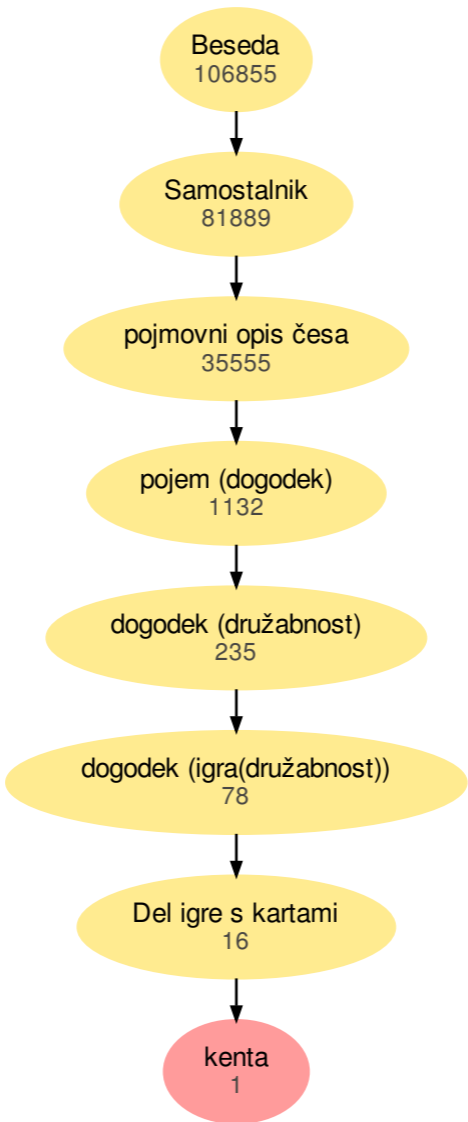 Beseda
106855
Samostalnik
81889
pojmovni opis česa
35555
pojem (dogodek)
1132
dogodek (družabnost)
235
dogodek (igra(družabnost))
78
Del igre s kartami
16
kenta
1